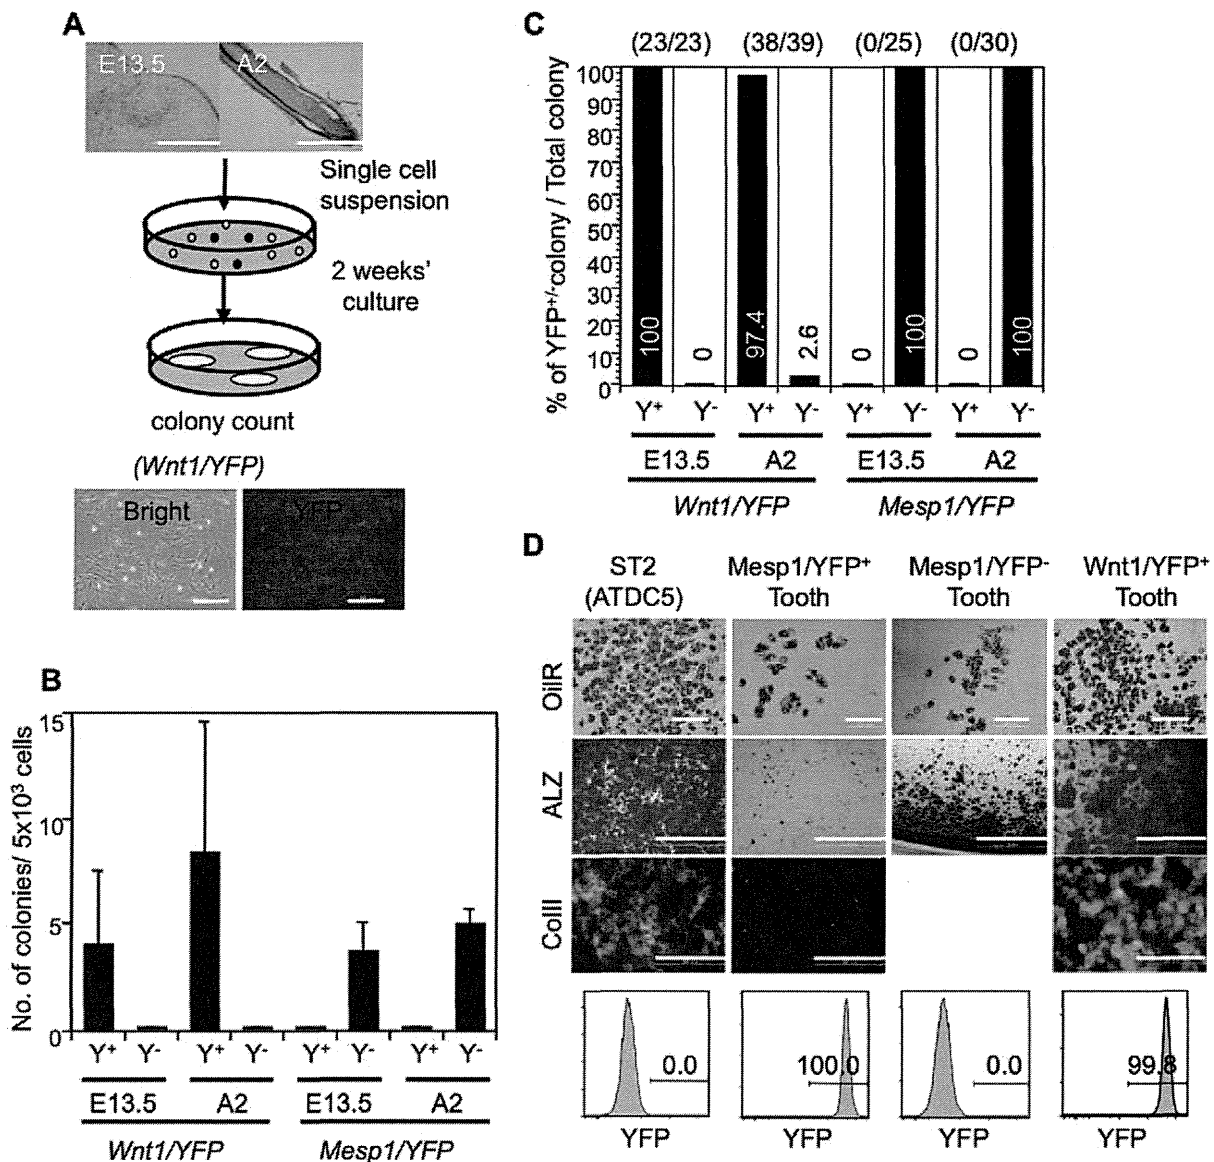 A
E13.5
A2
Single cell
suspension
2 weeks'
culture
colony count
(Wnt1/YFP)
Bright
YFP
B
No. of colonies/ 5x10³ cells
15
10
5
0
Y⁺ Y⁻ Y⁺ Y⁻ Y⁺ Y⁻ Y⁺ Y⁻
E13.5 A2 E13.5 A2
Wnt1/YFP Mesp1/YFP
C
(23/23) (38/39) (0/25) (0/30)
% of YFP⁺/⁻colony / Total colony
100
90
80
70
60
50
40
30
20
10
0
100 0 97.4 2.6 0 100 0 100
Y⁺ Y⁻ Y⁺ Y⁻ Y⁺ Y⁻ Y⁺ Y⁻
E13.5 A2 E13.5 A2
Wnt1/YFP Mesp1/YFP
D
ST2
(ATDC5)
Mesp1/YFP⁺
Tooth
Mesp1/YFP⁻
Tooth
Wnt1/YFP⁺
Tooth
OilR
ALZ
ColII
0.0 100.0 0.0 99.8
YFP YFP YFP YFP